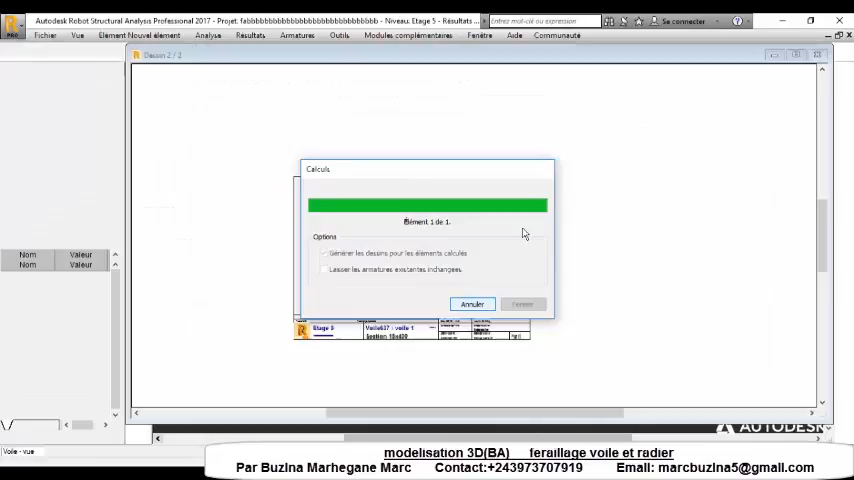 Autodesk Robot Structural Analysis Professional 2017 - Projet. fabbbbbbbbbbbbbbbbbbbbbbbbbbbbbbb - Niveau. Etage 5 - Résultats
Entrez mot-clé ou expression
Se connecter
PRO
Fichier Vue Elément Nouvel élément Analyse Résultats Armatures Outils Modules complémentaires Fenêtre Aide Communauté
Dessin 2 / 2
Calculs
Elément 1 de 1.
Options
Générer les dessins pour les éléments calculés
Laisser les armatures existantes inchangées
Annuler Fermer
Nom Valeur
Nom Valeur
Etage 5 Voile637 : voile 1
Section 15x400
AUTODESK
Voile - vue
modelisation 3D(BA) feraillage voile et radier
Par Buzina Marhegane Marc Contact:+243973707919 Email: marcbuzina5@gmail.com